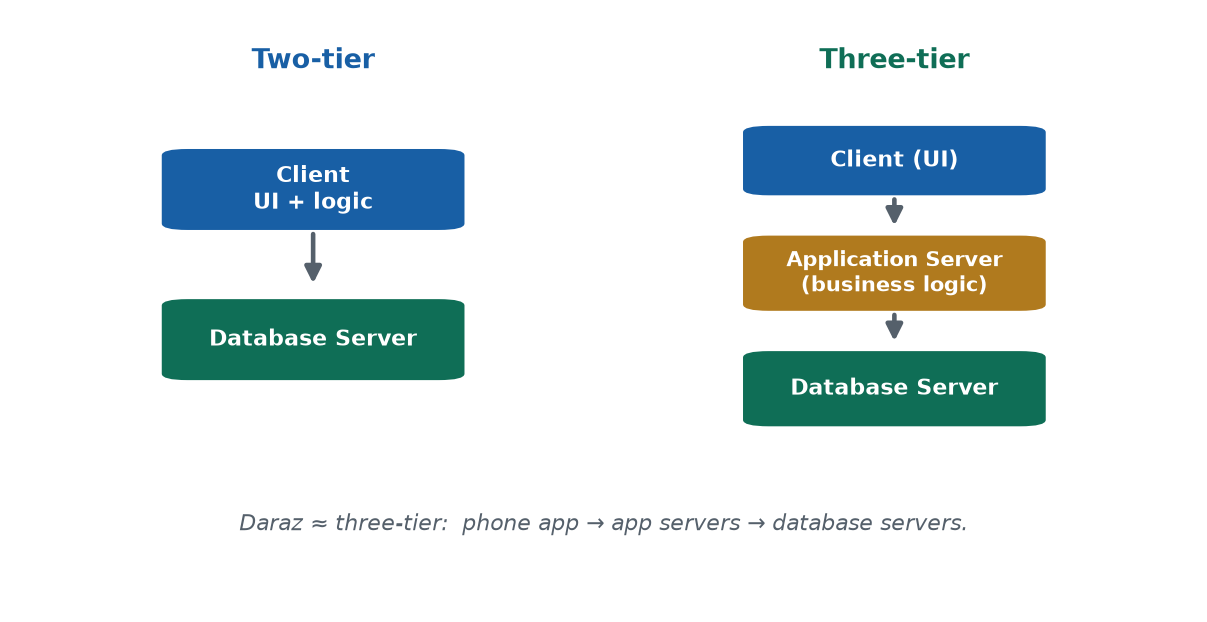 Two-tier
Client
UI + logic
Database Server
Three-tier
Client (UI)
Application Server
(business logic)
Database Server
Daraz ≈ three-tier:  phone app → app servers → database servers.